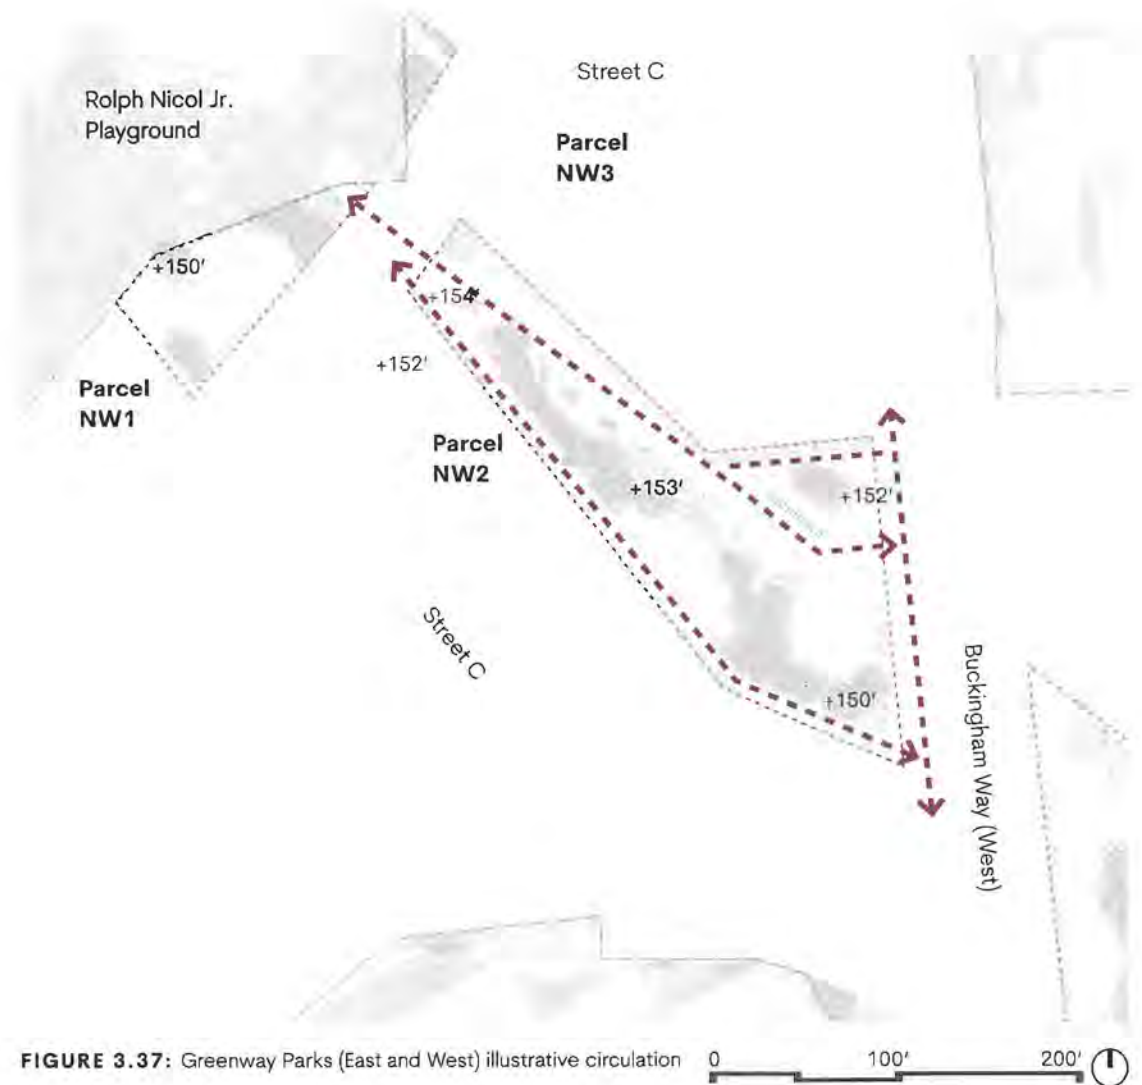 Street C
Rolph Nicol Jr.
Playground
Parcel
NW3
+150'
+154'
+152'
Parcel
NW1
Parcel
NW2
+153'
+152'
Street C
+150'
Buckingham Way (West)
FIGURE 3.37: Greenway Parks (East and West) illustrative circulation
0 100' 200'